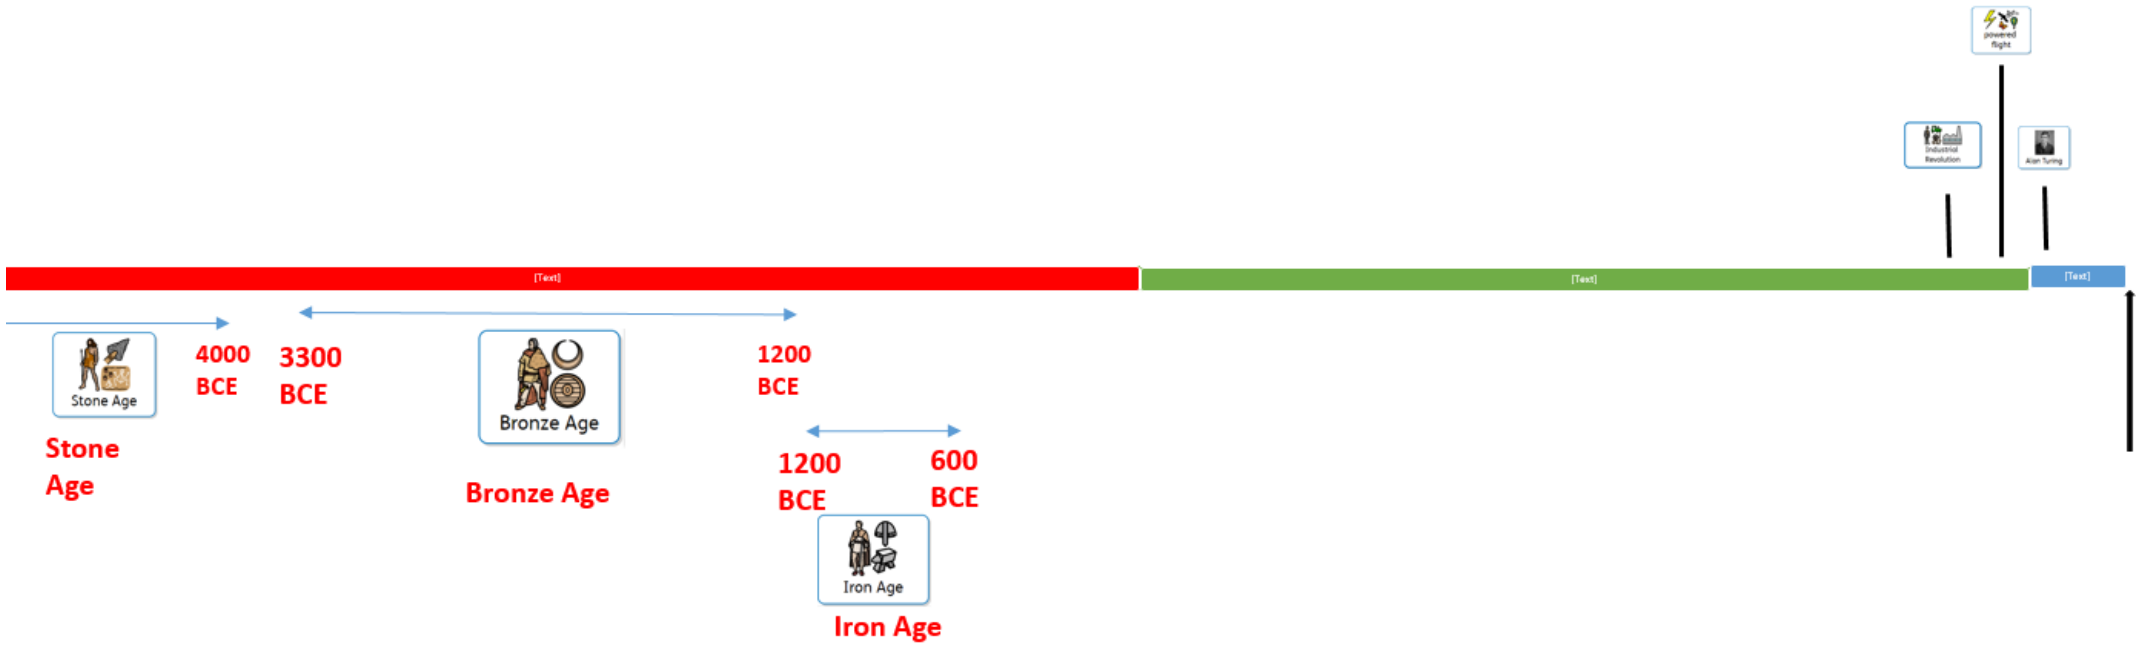 powered
flight
Industrial
Revolution
Alan Turing
[Text]
[Text]
[Text]
Stone Age
4000
BCE
3300
BCE
Bronze Age
1200
BCE
Stone
Age
Bronze Age
1200
BCE
600
BCE
Iron Age
Iron Age